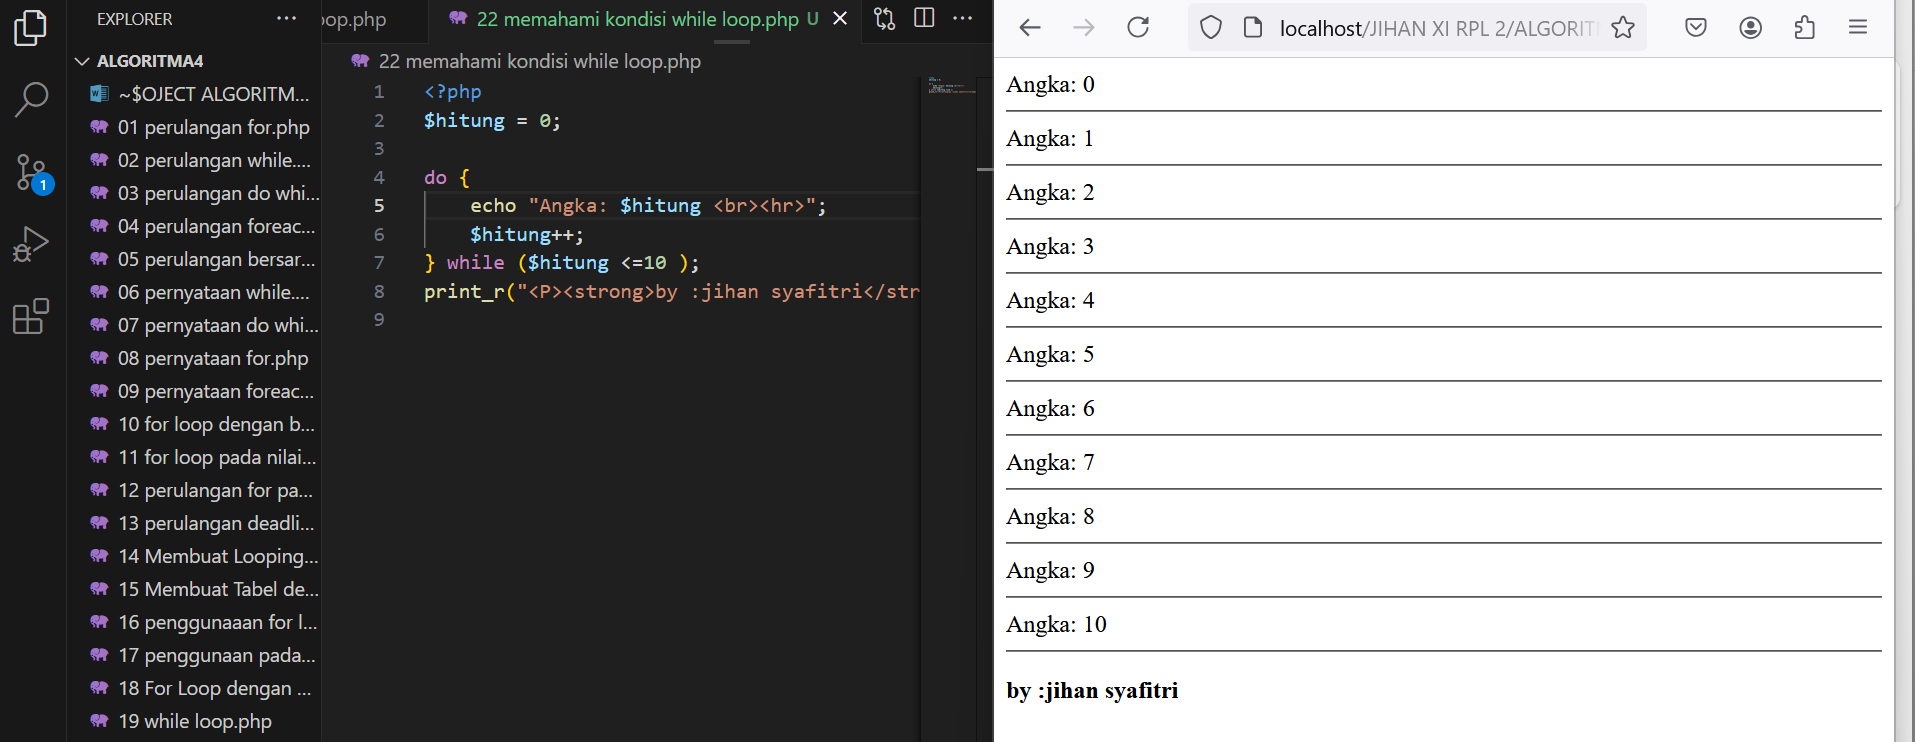 EXPLORER
ALGORITMA4
~$OJECT ALGORITM...
01 perulangan for.php
02 perulangan while....
03 perulangan do whi...
04 perulangan foreac...
05 perulangan bersar...
06 pernyataan while....
07 pernyataan do whi...
08 pernyataan for.php
09 pernyataan foreac...
10 for loop dengan b...
11 for loop pada nilai...
12 perulangan for pa...
13 perulangan deadli...
14 Membuat Looping...
15 Membuat Tabel de...
16 penggunaaan for l...
17 penggunaan pada...
18 For Loop dengan ...
19 while loop.php
1
oop.php
22 memahami kondisi while loop.php U
22 memahami kondisi while loop.php
1 <?php
2 $hitung = 0;
3
4 do {
5 echo "Angka: $hitung <br><hr>";
6 $hitung++;
7 } while ($hitung <=10 );
8 print_r("<P><strong>by :jihan syafitri</str
9
localhost/JIHAN XI RPL 2/ALGORIT
Angka: 0
Angka: 1
Angka: 2
Angka: 3
Angka: 4
Angka: 5
Angka: 6
Angka: 7
Angka: 8
Angka: 9
Angka: 10
by :jihan syafitri